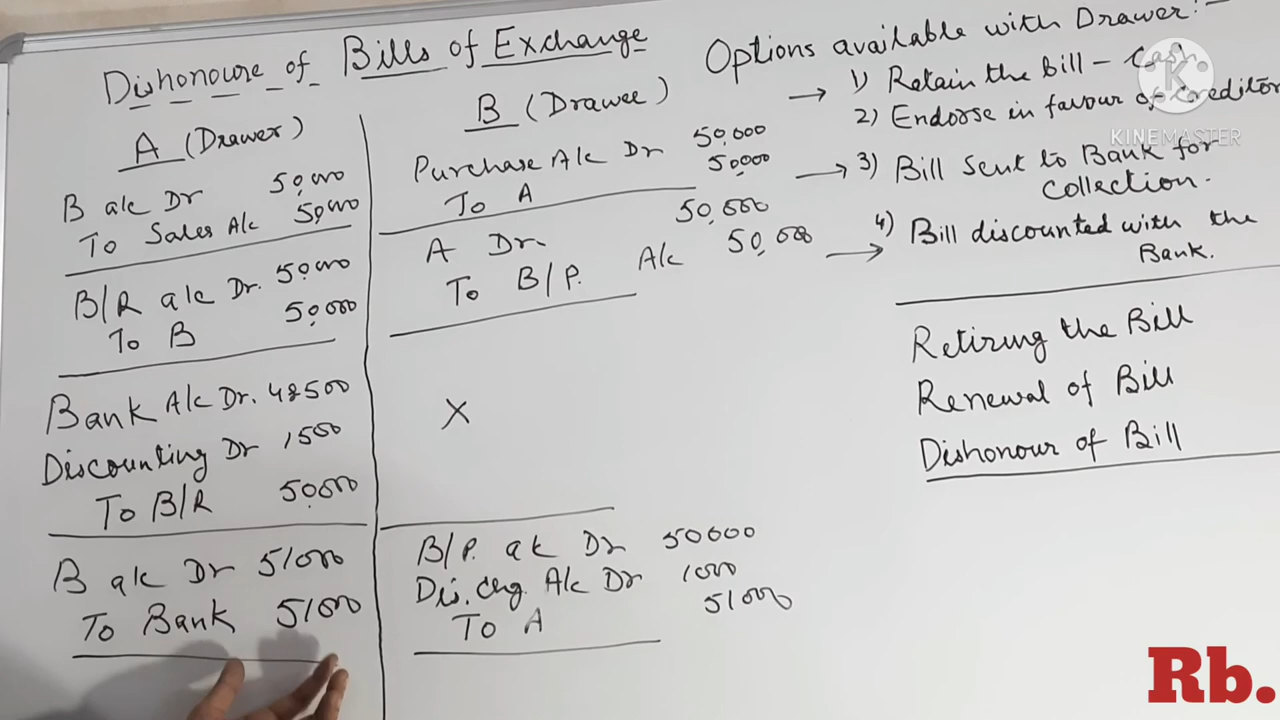 Dishonoure of Bills of Exchange
A (Drawer)
B a/c Dr 50,000
To Sales A/c 50,000
B/R a/c Dr. 50,000
To B 50,000
Bank A/c Dr. 48500
Discounting Dr 1500
To B/R 50,000
B a/c Dr 51000
To Bank 51000
B (Drawee)
Purchase A/c Dr 50,000
To A 50,000
A Dr. 50,000
To B/P. A/c 50,000
X
B/P. a/c Dr 50000
Dis. chg A/c Dr 1000
To A 51000
Options available with Drawer:-
→ 1) Retain the bill - Cash
2) Endorse in favour of Creditor
→ 3) Bill Sent to Bank for
Collection.
→ 4) Bill discounted with the
Bank.
Retiring the Bill
Renewal of Bill
Dishonour of Bill
K
KINEMASTER
Rb.